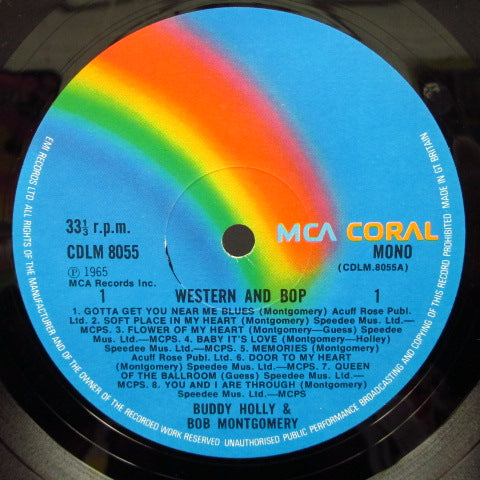 MCA CORAL
33⅓ r.p.m.
CDLM 8055
Ⓟ 1965
MCA Records Inc.
MONO
(CDLM.8055A)
1 WESTERN AND BOP 1
1. GOTTA GET YOU NEAR ME BLUES (Montgomery) Acuff Rose Publ.
Ltd. 2. SOFT PLACE IN MY HEART (Montgomery) Speedee Mus. Ltd.—
MCPS. 3. FLOWER OF MY HEART (Montgomery—Guess) Speedee Mus.
Ltd.—MCPS. 4. BABY IT'S LOVE (Montgomery—Holley)
Speedee Mus. Ltd.—MCPS. 5. MEMORIES (Montgomery)
Acuff Rose Publ. Ltd. 6. DOOR TO MY HEART
(Montgomery) Speedee Mus. Ltd.—MCPS. 7. QUEEN
OF THE BALLROOM (Guess) Speedee Mus. Ltd.—
MCPS. 8. YOU AND I ARE THROUGH (Montgomery)
Speedee Mus. Ltd.—MCPS
BUDDY HOLLY &
BOB MONTGOMERY
EMI RECORDS LTD ALL RIGHTS OF THE MANUFACTURER AND OF THE OWNER OF THE RECORDED WORK RESERVED UNAUTHORISED PUBLIC PERFORMANCE BROADCASTING AND COPYING OF THIS RECORD PROHIBITED MADE IN GT BRITAIN